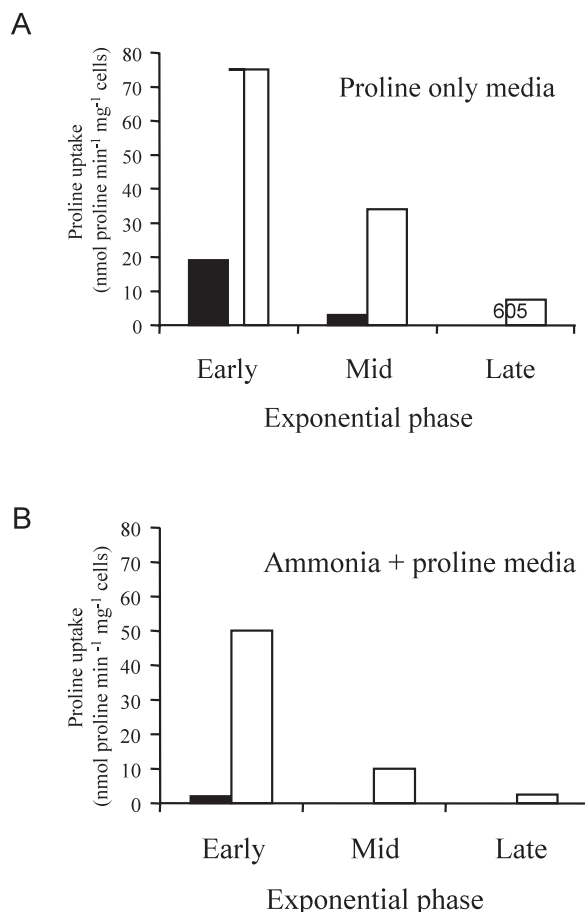 A
80
70
60
50
40
30
20
10
0
Proline uptake
(nmol proline min-1 mg-1 cells)
Proline only media
605
Early Mid Late
Exponential phase
B
80
70
60
50
40
30
20
10
0
Proline uptake
(nmol proline min -1 mg-1 cells)
Ammonia + proline media
Early Mid Late
Exponential phase